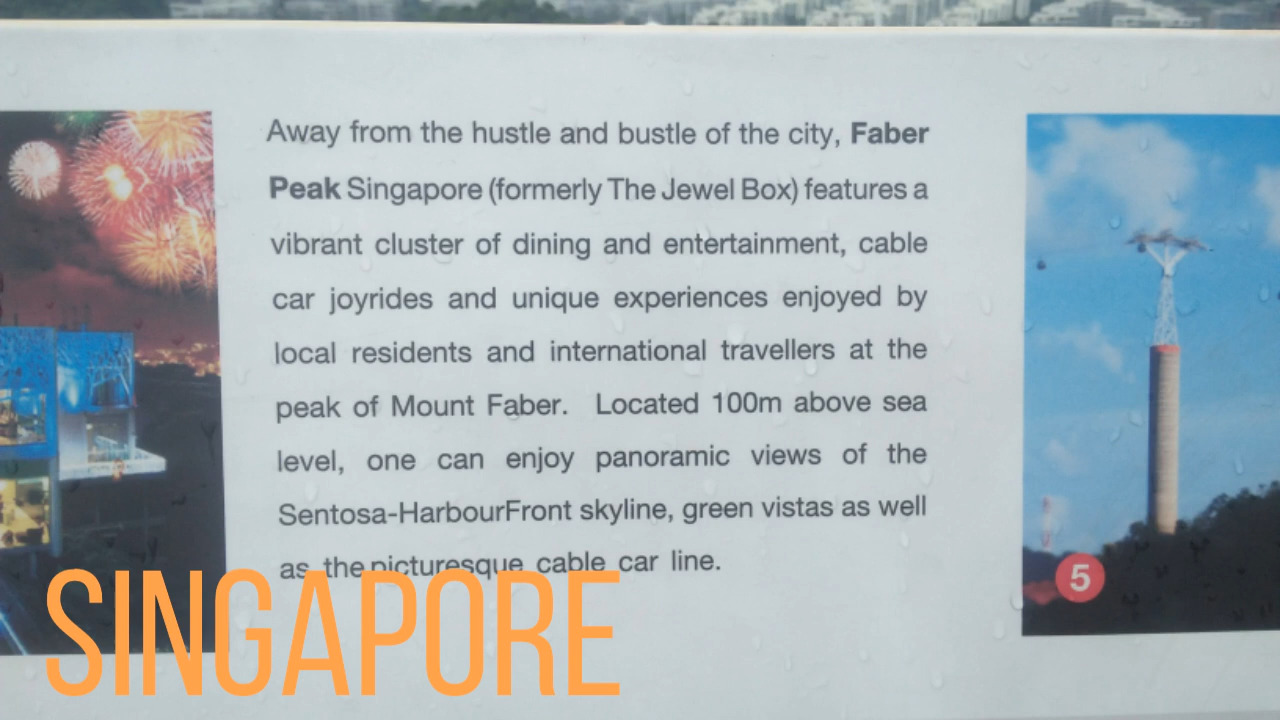 Away from the hustle and bustle of the city, Faber
Peak Singapore (formerly The Jewel Box) features a
vibrant cluster of dining and entertainment, cable
car joyrides and unique experiences enjoyed by
local residents and international travellers at the
peak of Mount Faber. Located 100m above sea
level, one can enjoy panoramic views of the
Sentosa-HarbourFront skyline, green vistas as well
as the picturesque cable car line.
5
SINGAPORE